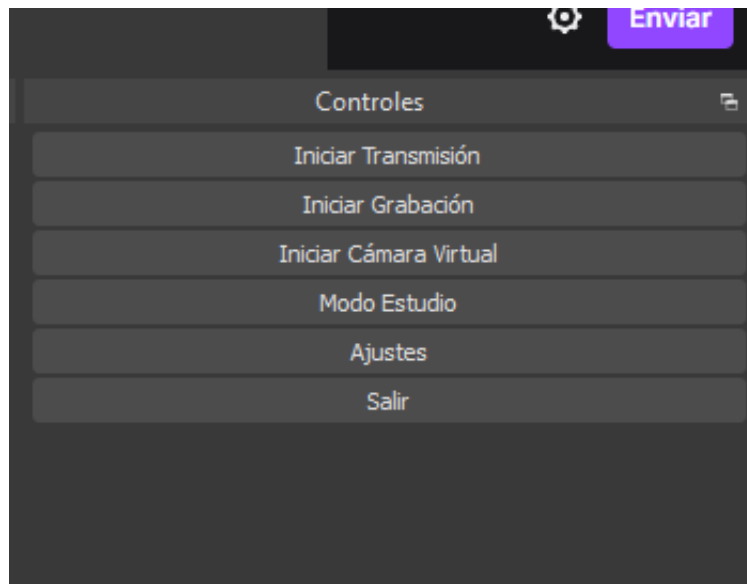 Enviar
Controles
Iniciar Transmisión
Iniciar Grabación
Iniciar Cámara Virtual
Modo Estudio
Ajustes
Salir